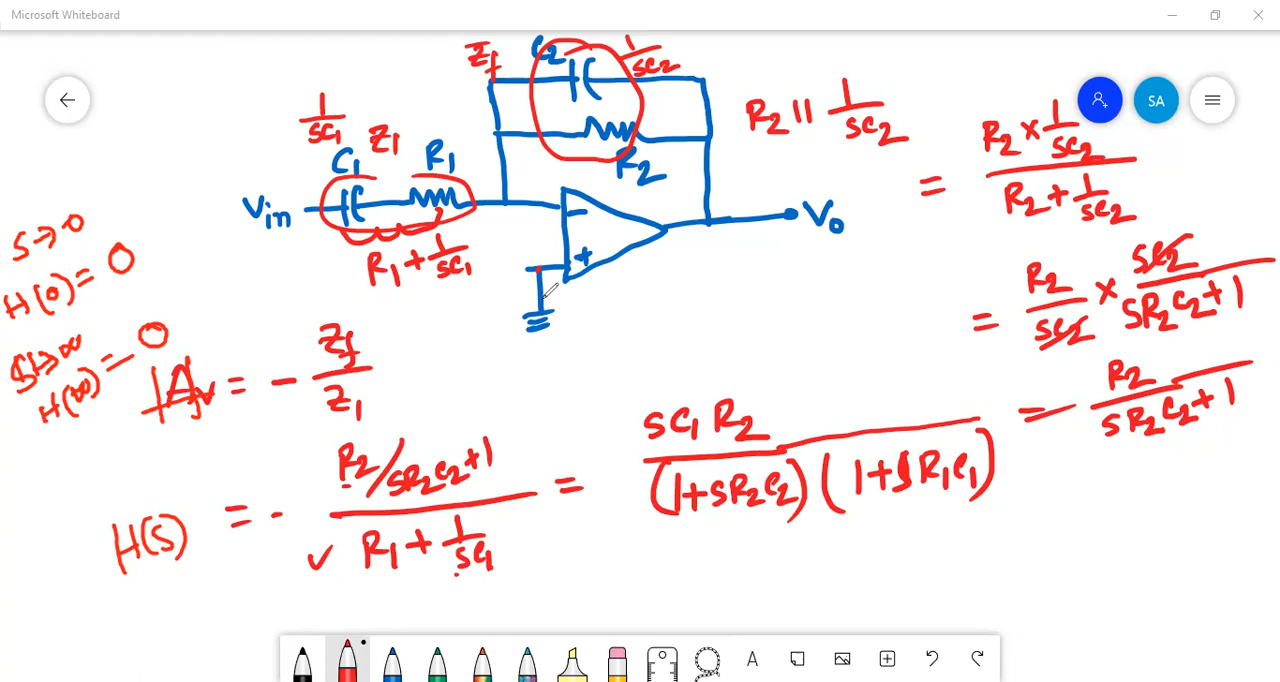 Microsoft Whiteboard
SA
Zf
C2
1/sC2
R2
1/sC1
Z1
C1
R1
Vin
R1 + 1/sC1
-
+
Vo
R2 || 1/sC2
= R2 × 1/sC2 / R2 + 1/sC2
= R2/sC2 × sC2/sR2C2+1
= R2/sR2C2+1
S→0
H(0) = 0
S→∞
H(∞) = 0
Av = - Zf/Z1
H(S) = - R2/sR2C2+1 / R1 + 1/sC1 = sC1R2 / (1+sR2C2)(1+sR1C1)
A